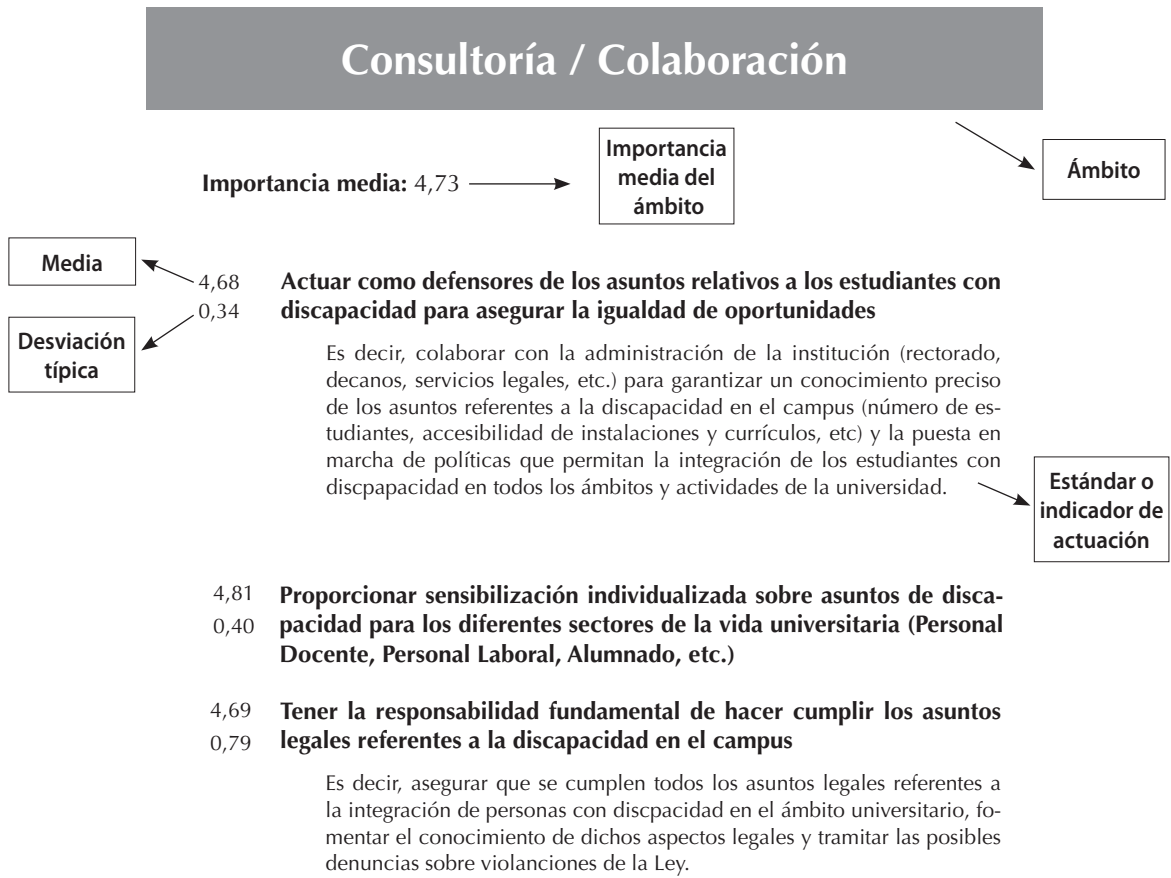 Consultoría / Colaboración
Importancia media: 4,73
Importancia
media del
ámbito
Ámbito
Media
Desviación
típica
4,68 Actuar como defensores de los asuntos relativos a los estudiantes con
0,34 discapacidad para asegurar la igualdad de oportunidades
Es decir, colaborar con la administración de la institución (rectorado,
decanos, servicios legales, etc.) para garantizar un conocimiento preciso
de los asuntos referentes a la discapacidad en el campus (número de es-
tudiantes, accesibilidad de instalaciones y currículos, etc) y la puesta en
marcha de políticas que permitan la integración de los estudiantes con
discpapacidad en todos los ámbitos y actividades de la universidad.
Estándar o
indicador de
actuación
4,81 Proporcionar sensibilización individualizada sobre asuntos de disca-
0,40 pacidad para los diferentes sectores de la vida universitaria (Personal
Docente, Personal Laboral, Alumnado, etc.)
4,69 Tener la responsabilidad fundamental de hacer cumplir los asuntos
0,79 legales referentes a la discapacidad en el campus
Es decir, asegurar que se cumplen todos los asuntos legales referentes a
la integración de personas con discpacidad en el ámbito universitario, fo-
mentar el conocimiento de dichos aspectos legales y tramitar las posibles
denuncias sobre violanciones de la Ley.